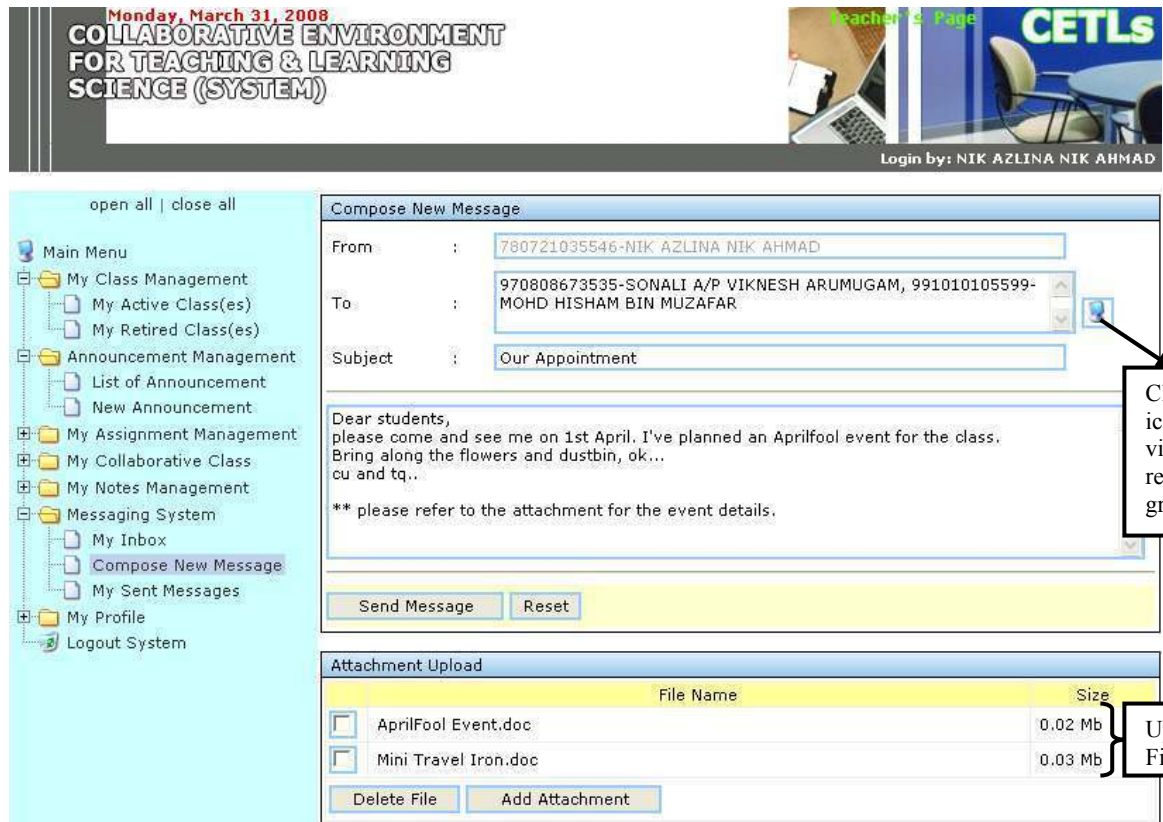 Monday, March 31, 2008
COLLABORATIVE ENVIRONMENT
FOR TEACHING & LEARNING
SCIENCE (SYSTEM)
Teacher's Page
CETLs
Login by: NIK AZLINA NIK AHMAD
open all | close all
Main Menu
My Class Management
My Active Class(es)
My Retired Class(es)
Announcement Management
List of Announcement
New Announcement
My Assignment Management
My Collaborative Class
My Notes Management
Messaging System
My Inbox
Compose New Message
My Sent Messages
My Profile
Logout System
Compose New Message
From : 780721035546-NIK AZLINA NIK AHMAD
To : 970808673535-SONALI A/P VIKNESH ARUMUGAM, 991010105599-
MOHD HISHAM BIN MUZAFAR
Subject : Our Appointment
Dear students,
please come and see me on 1st April. I've planned an Aprilfool event for the class.
Bring along the flowers and dustbin, ok...
cu and tq..
** please refer to the attachment for the event details.
Send Message Reset
Attachment Upload
File Name Size
AprilFool Event.doc 0.02 Mb
Mini Travel Iron.doc 0.03 Mb
Delete File Add Attachment